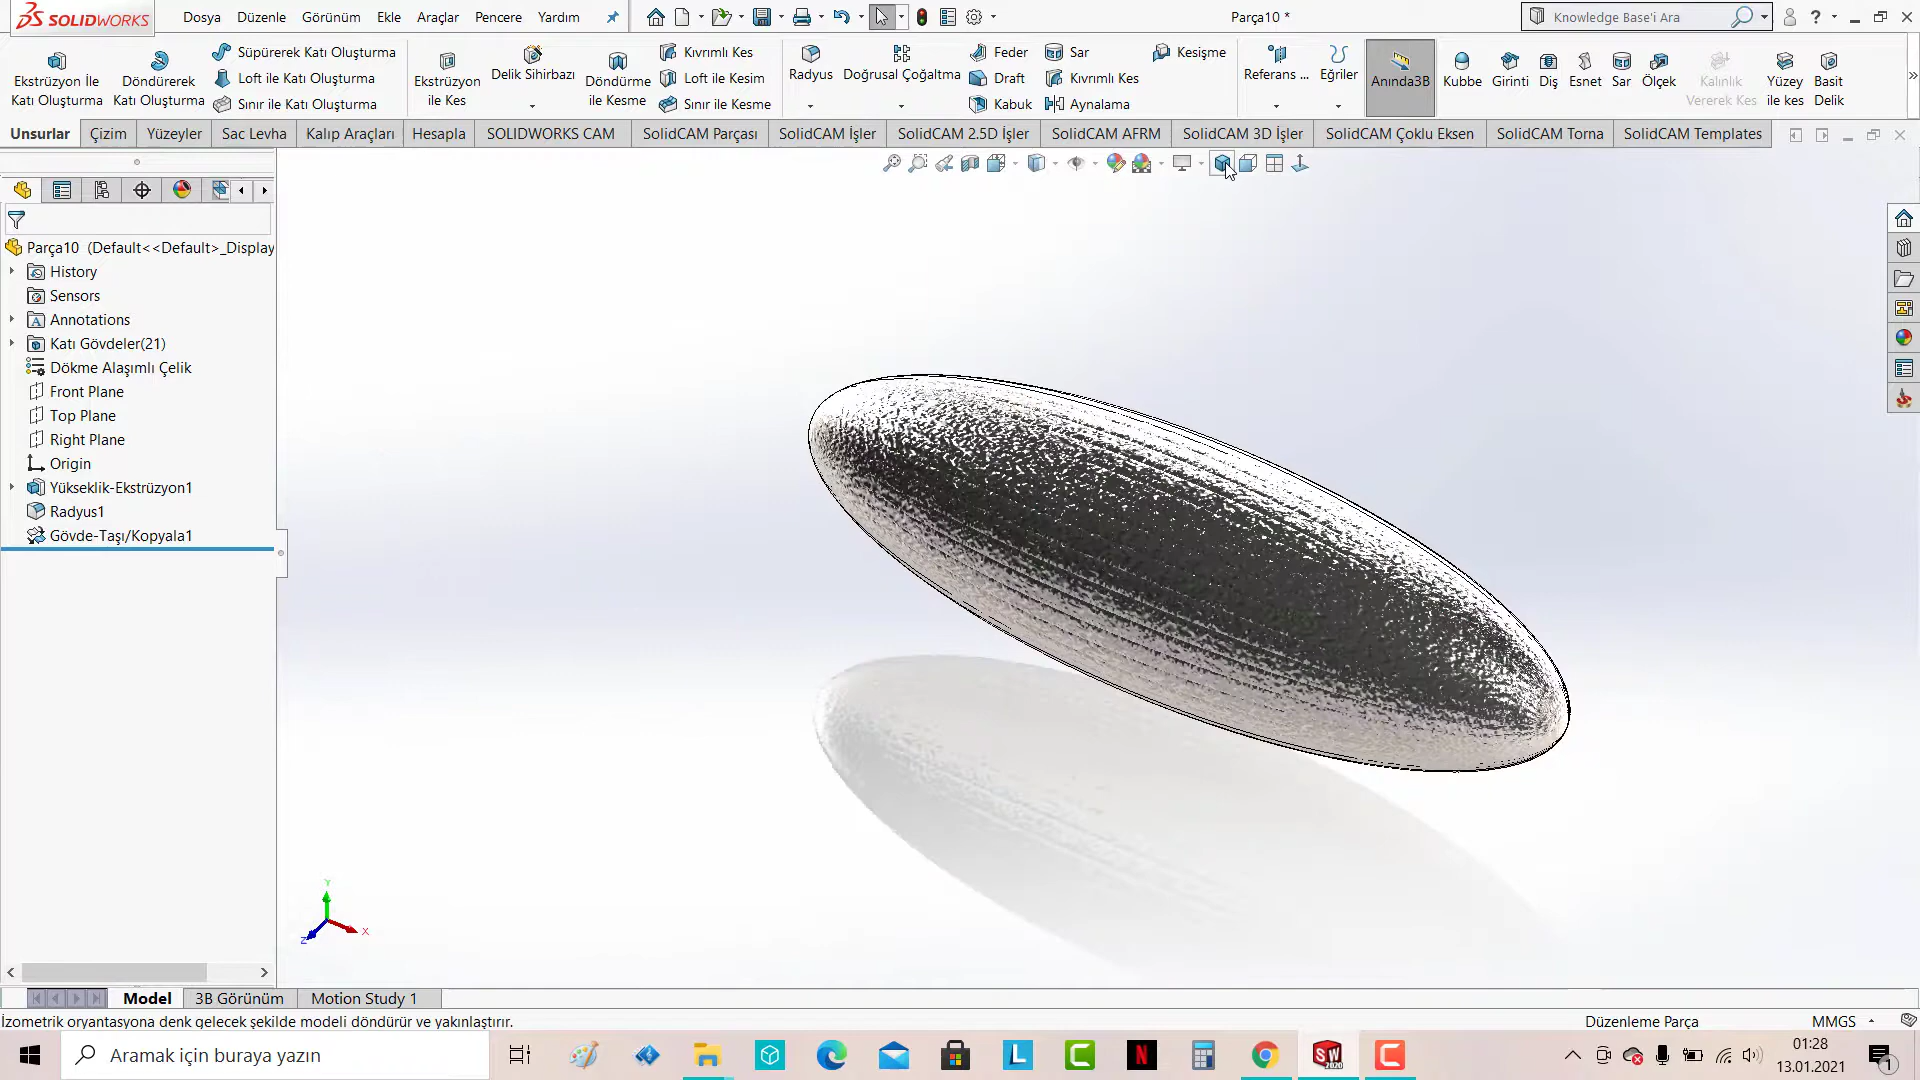 SOLIDWORKS
Dosya
Düzenle
Görünüm
Ekle
Araçlar
Pencere
Yardım
Parça10 *
Knowledge Base'i Ara
?
Ekstrüzyon İle
Katı Oluşturma
Döndürerek
Katı Oluşturma
Süpürerek Katı Oluşturma
Loft ile Katı Oluşturma
Sınır ile Katı Oluşturma
Ekstrüzyon
ile Kes
Delik Sihirbazı
Döndürme
ile Kesme
Kıvrımlı Kes
Loft ile Kesim
Sınır ile Kesme
Radyus
Doğrusal Çoğaltma
Feder
Draft
Kabuk
Sar
Kıvrımlı Kes
Aynalama
Kesişme
Referans ...
Eğriler
Anında3B
Kubbe
Girinti
Dış
Esnet
Sar
Ölçek
Kalınlık
Vererek Kes
Yüzey
ile kes
Basit
Delik
Unsurlar
Çizim
Yüzeyler
Sac Levha
Kalıp Araçları
Hesapla
SOLIDWORKS CAM
SolidCAM Parçası
SolidCAM İşler
SolidCAM 2.5D İşler
SolidCAM AFRM
SolidCAM 3D İşler
SolidCAM Çoklu Eksen
SolidCAM Torna
SolidCAM Templates
Parça10 (Default<<Default>_Display
History
Sensors
Annotations
Katı Gövdeler(21)
Dökme Alaşımlı Çelik
Front Plane
Top Plane
Right Plane
Origin
Yükseklik-Ekstrüzyon1
Radyus1
Gövde-Taşı/Kopyala1
Y
X
Z
Model
3B Görünüm
Motion Study 1
İzometrik oryantasyona denk gelecek şekilde modeli döndürür ve yakınlaştırır.
Düzenleme Parça
MMGS
Aramak için buraya yazın
01:28
13.01.2021
1